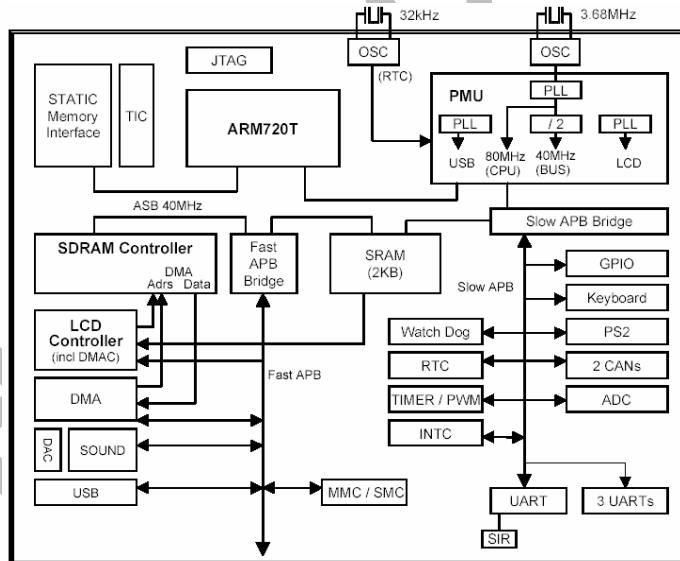 32kHz
3.68MHz
OSC
OSC
JTAG
(RTC)
STATIC
Memory
Interface
TIC
ARM720T
PMU
PLL
PLL
/ 2
PLL
USB
80MHz
(CPU)
40MHz
(BUS)
LCD
ASB 40MHz
SDRAM Controller
DMA
Adrs
Data
Fast
APB
Bridge
SRAM
(2KB)
Slow APB Bridge
Slow APB
GPIO
Keyboard
LCD
Controller
(incl DMAC)
Watch Dog
PS2
RTC
2 CANs
Fast APB
DMA
TIMER / PWM
ADC
INTC
DAC
SOUND
USB
MMC / SMC
UART
3 UARTs
SIR